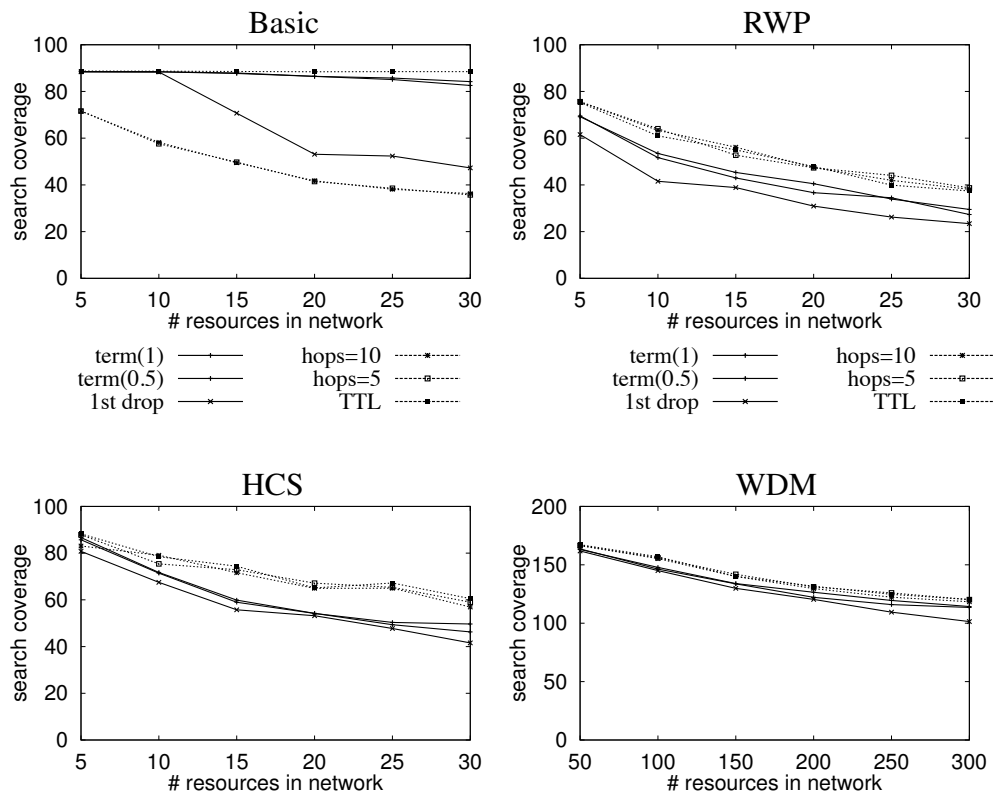 Basic
100
80
60
40
20
0
search coverage
5 10 15 20 25 30
# resources in network
RWP
100
80
60
40
20
0
search coverage
5 10 15 20 25 30
# resources in network
term(1) hops=10
term(0.5) hops=5
1st drop TTL
term(1) hops=10
term(0.5) hops=5
1st drop TTL
HCS
100
80
60
40
20
0
search coverage
5 10 15 20 25 30
# resources in network
WDM
200
150
100
50
0
search coverage
50 100 150 200 250 300
# resources in network